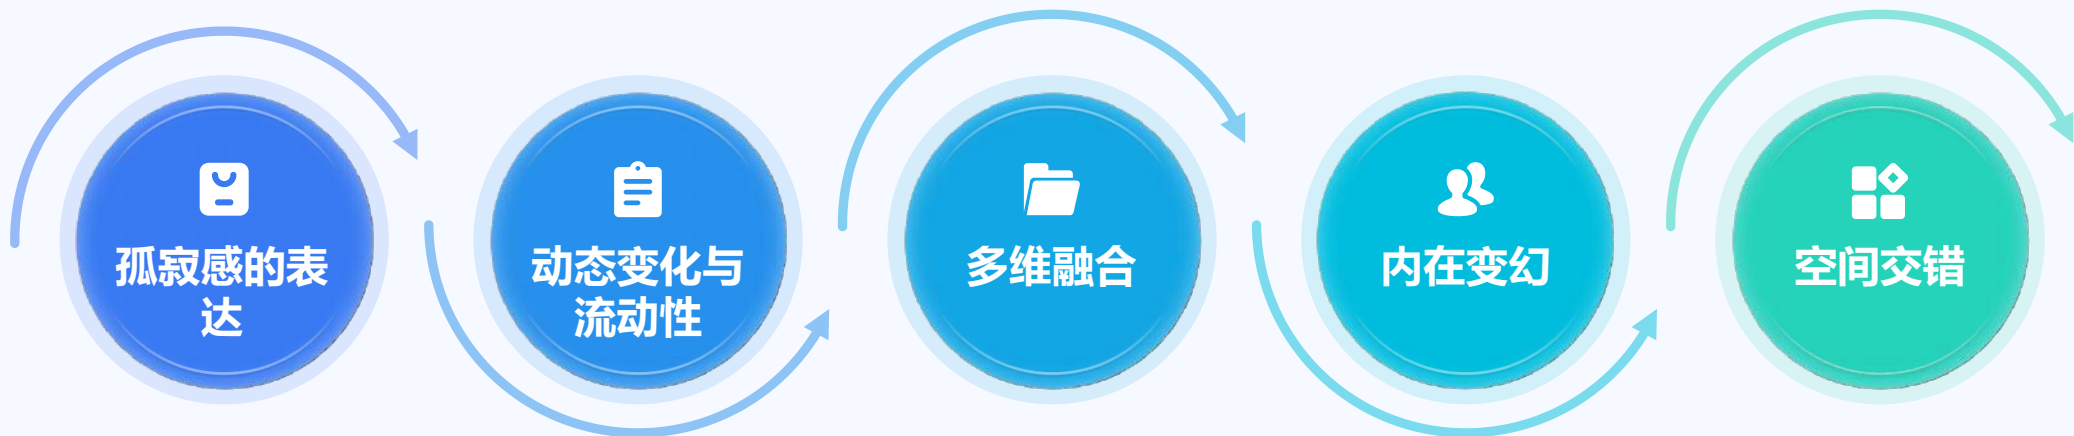 孤寂感的表
达
动态变化与
流动性
多维融合
内在变幻
空间交错